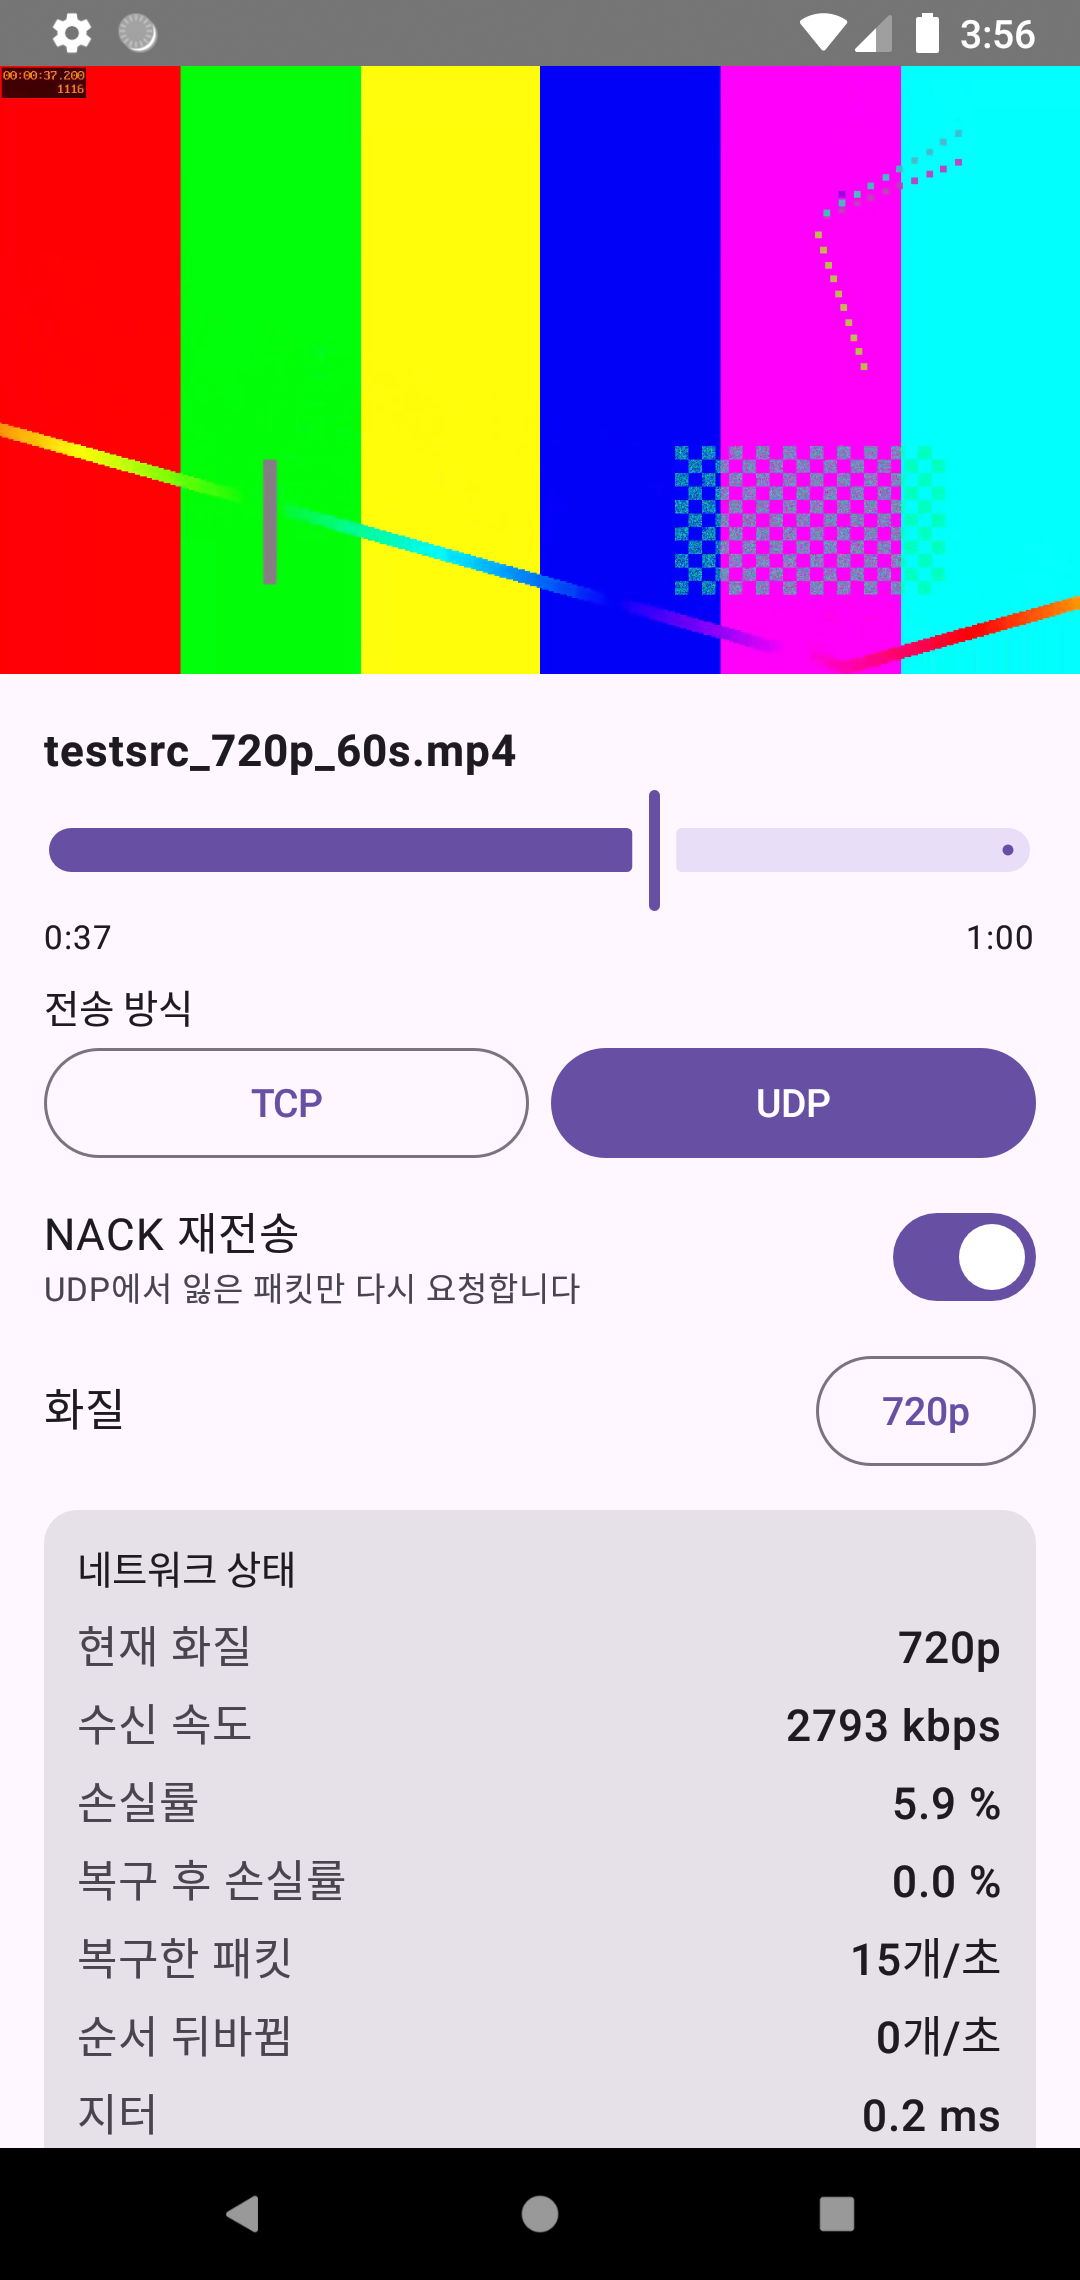 3:56
00:00:37.200
1116
testsrc_720p_60s.mp4
0:37 1:00
전송 방식
TCP UDP
NACK 재전송
UDP에서 잃은 패킷만 다시 요청합니다
화질 720p
네트워크 상태
현재 화질 720p
수신 속도 2793 kbps
손실률 5.9 %
복구 후 손실률 0.0 %
복구한 패킷 15개/초
순서 뒤바뀜 0개/초
지터 0.2 ms